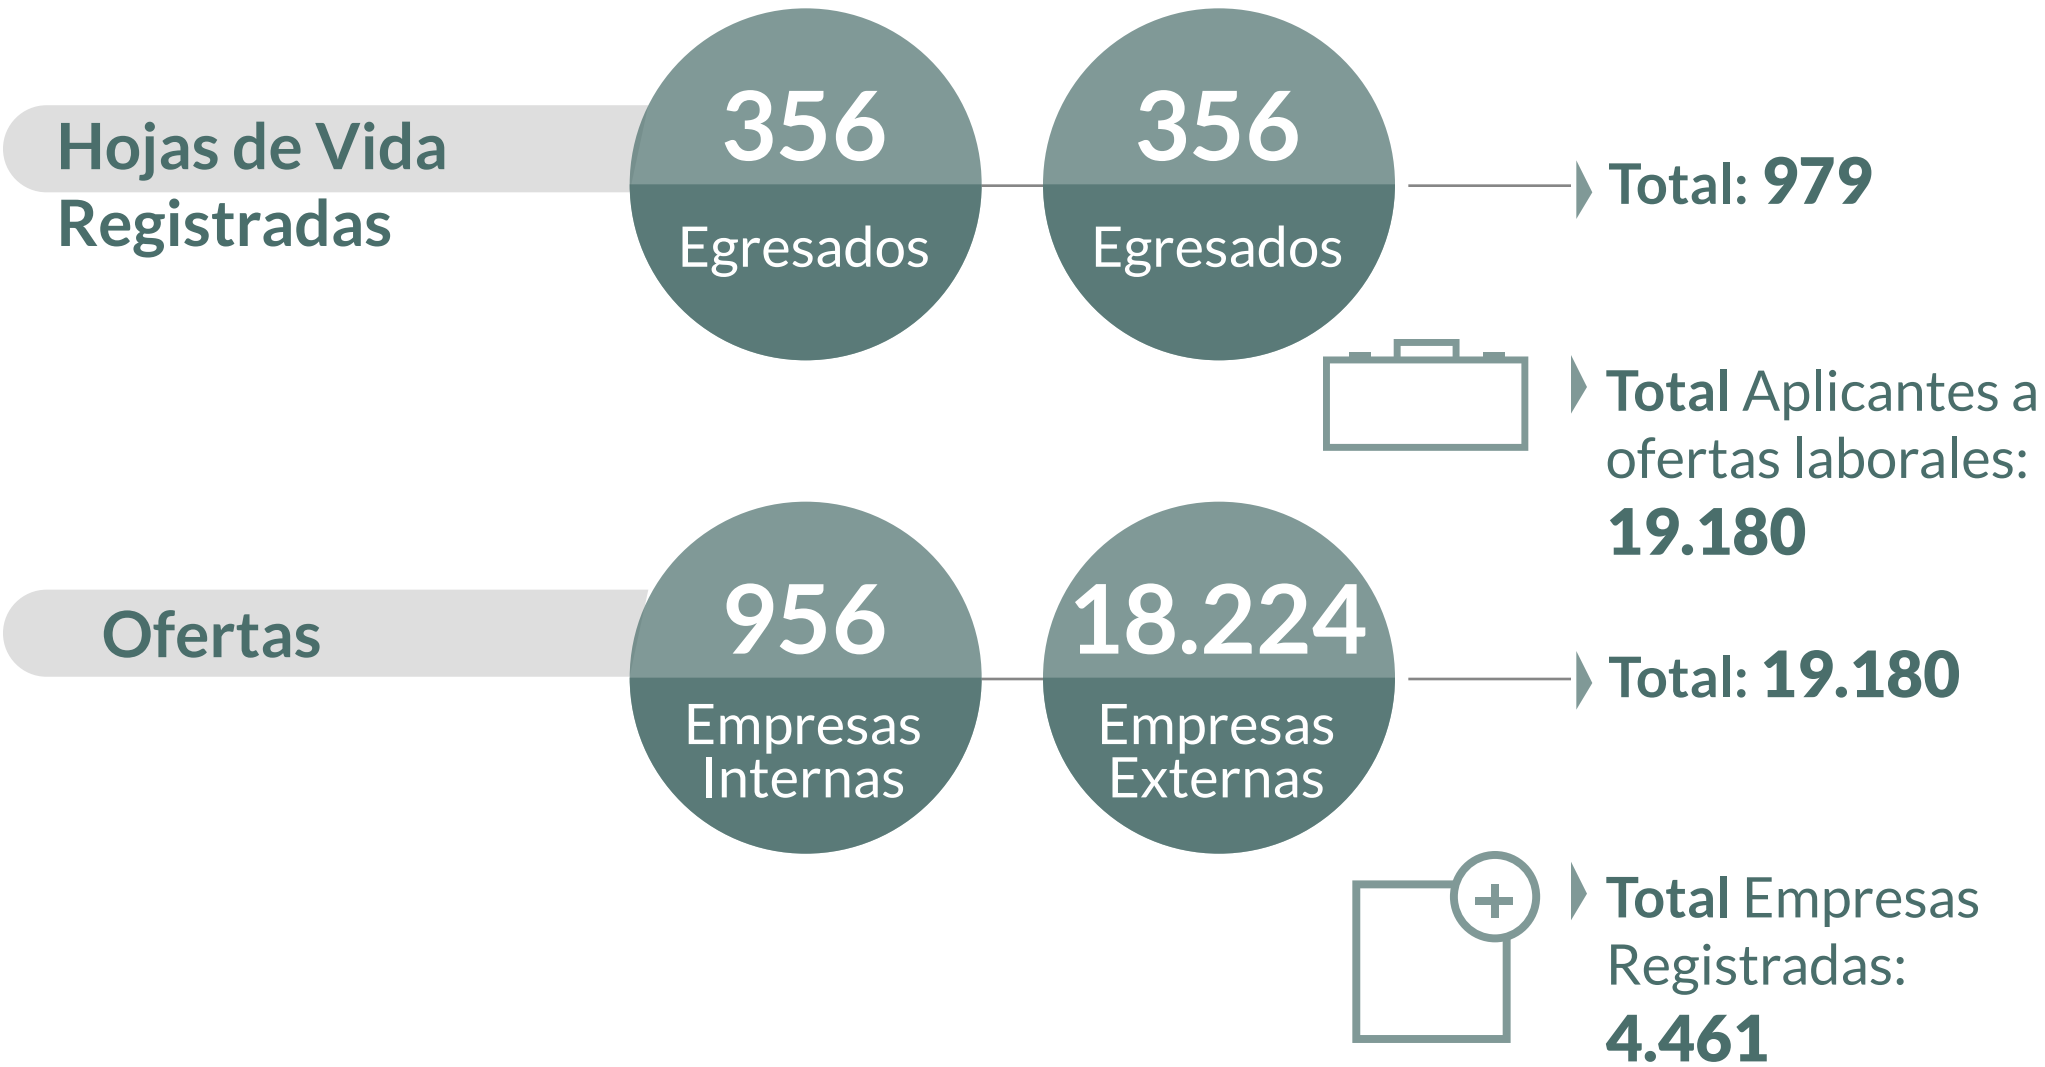 Hojas de Vida
Registradas
356
Egresados
356
Egresados
Total: 979
Total Aplicantes a
ofertas laborales:
19.180
Ofertas
956
Empresas
Internas
18.224
Empresas
Externas
Total: 19.180
Total Empresas
Registradas:
4.461